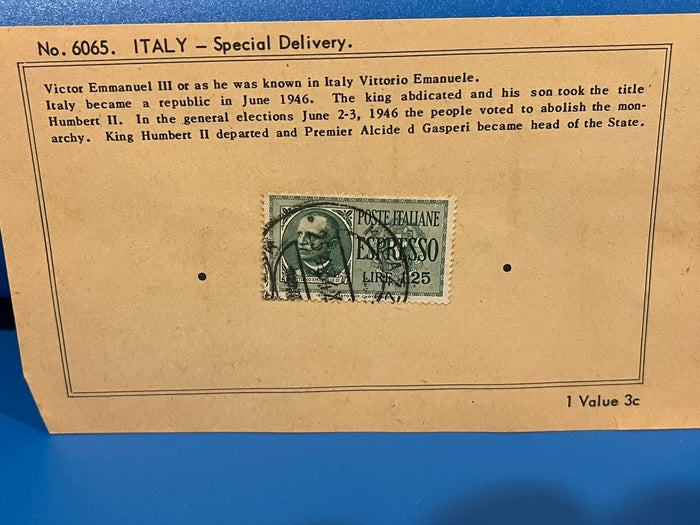 No. 6065. ITALY – Special Delivery.
Victor Emmanuel III or as he was known in Italy Vittorio Emanuele.
Italy became a republic in June 1946. The king abdicated and his son took the title
Humbert II. In the general elections June 2-3, 1946 the people voted to abolish the mon-
archy. King Humbert II departed and Premier Alcide d Gasperi became head of the State.
POSTE ITALIANE
ESPRESSO
LIRE 1,25
1 Value 3c